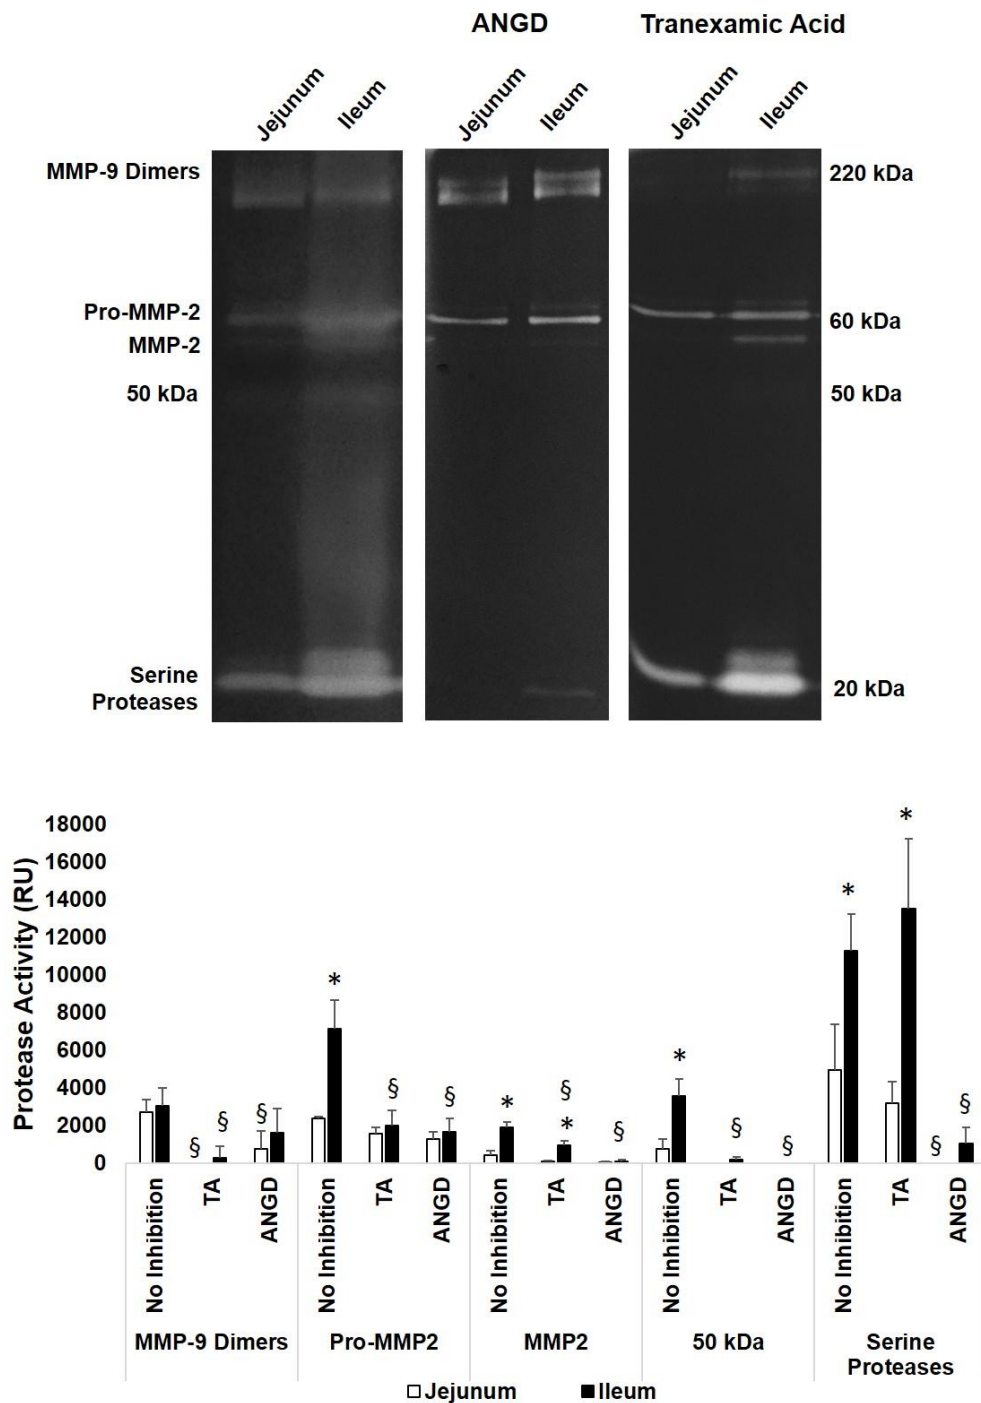 ANGD Tranexamic Acid
Jejunum Ileum Jejunum Ileum Jejunum Ileum
MMP-9 Dimers 220 kDa
Pro-MMP-2 60 kDa
MMP-2
50 kDa 50 kDa
Serine
Proteases 20 kDa
Protease Activity (RU)
18000
16000
14000
12000
10000
8000
6000
4000
2000
0
* * * * * *
§ § § § § § § § § §
No Inhibition TA ANGD No Inhibition TA ANGD No Inhibition TA ANGD No Inhibition TA ANGD No Inhibition TA ANGD
MMP-9 Dimers Pro-MMP2 MMP2 50 kDa Serine
Proteases
Jejunum Ileum